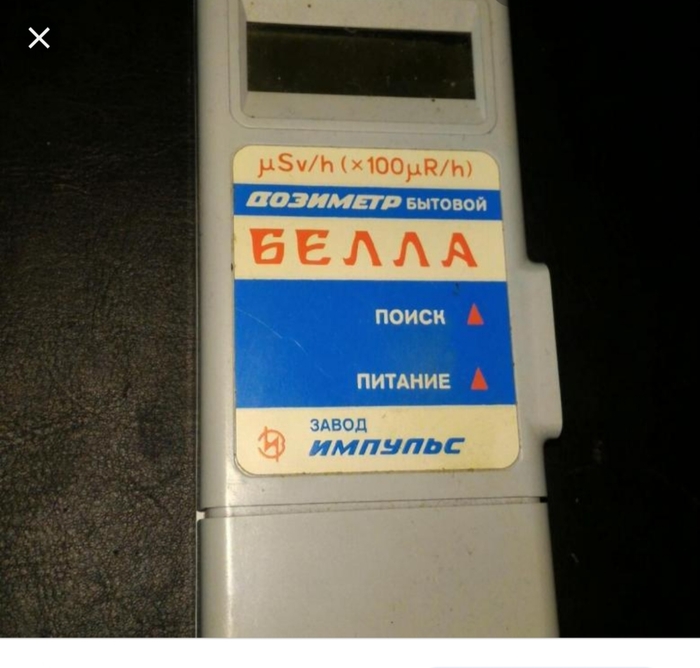 μSv/h (×100μR/h)
ДОЗИМЕТР БЫТОВОЙ
БЕЛЛА
ПОИСК
ПИТАНИЕ
ЗАВОД
ИМПУЛЬС